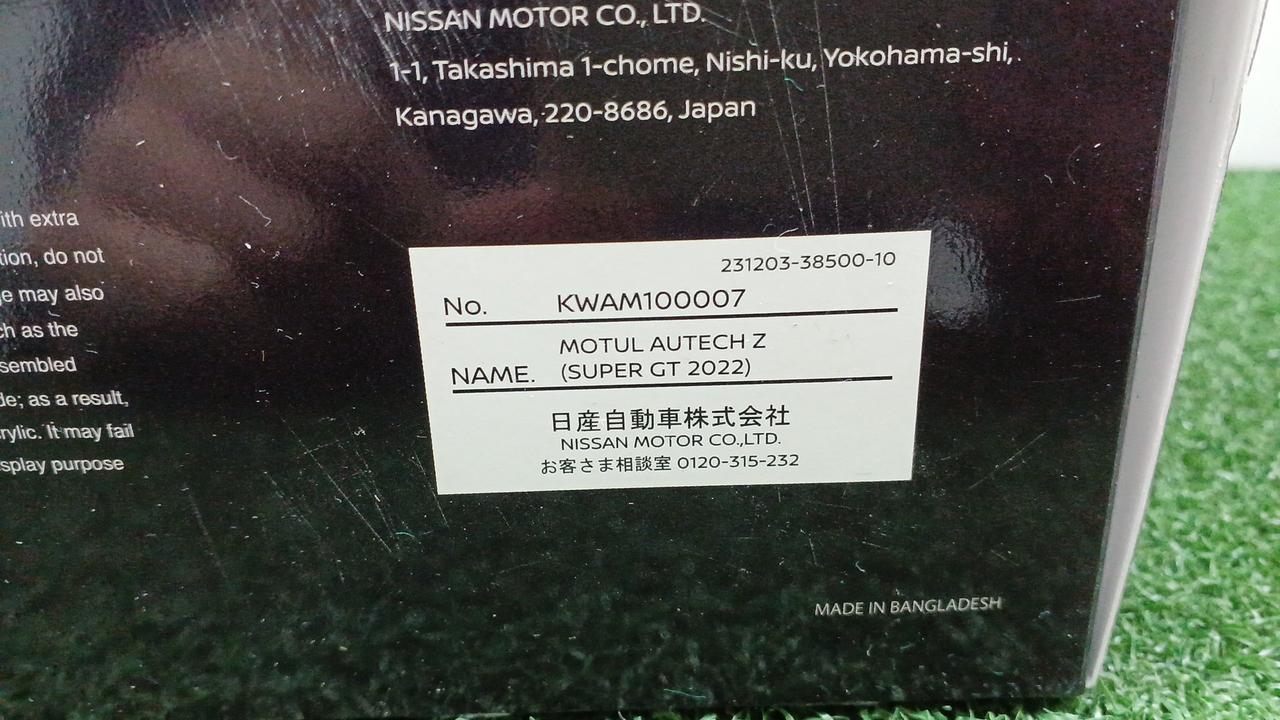 NISSAN MOTOR CO., LTD.
1-1, Takashima 1-chome, Nishi-ku, Yokohama-shi,
Kanagawa, 220-8686, Japan
ith extra
tion, do not
e may also
ch as the
sembled
de; as a result,
rylic. It may fail
splay purpose
231203-38500-10
No. KWAM100007
MOTUL AUTECH Z
NAME. (SUPER GT 2022)
日産自動車株式会社
NISSAN MOTOR CO.,LTD.
お客さま相談室 0120-315-232
MADE IN BANGLADESH